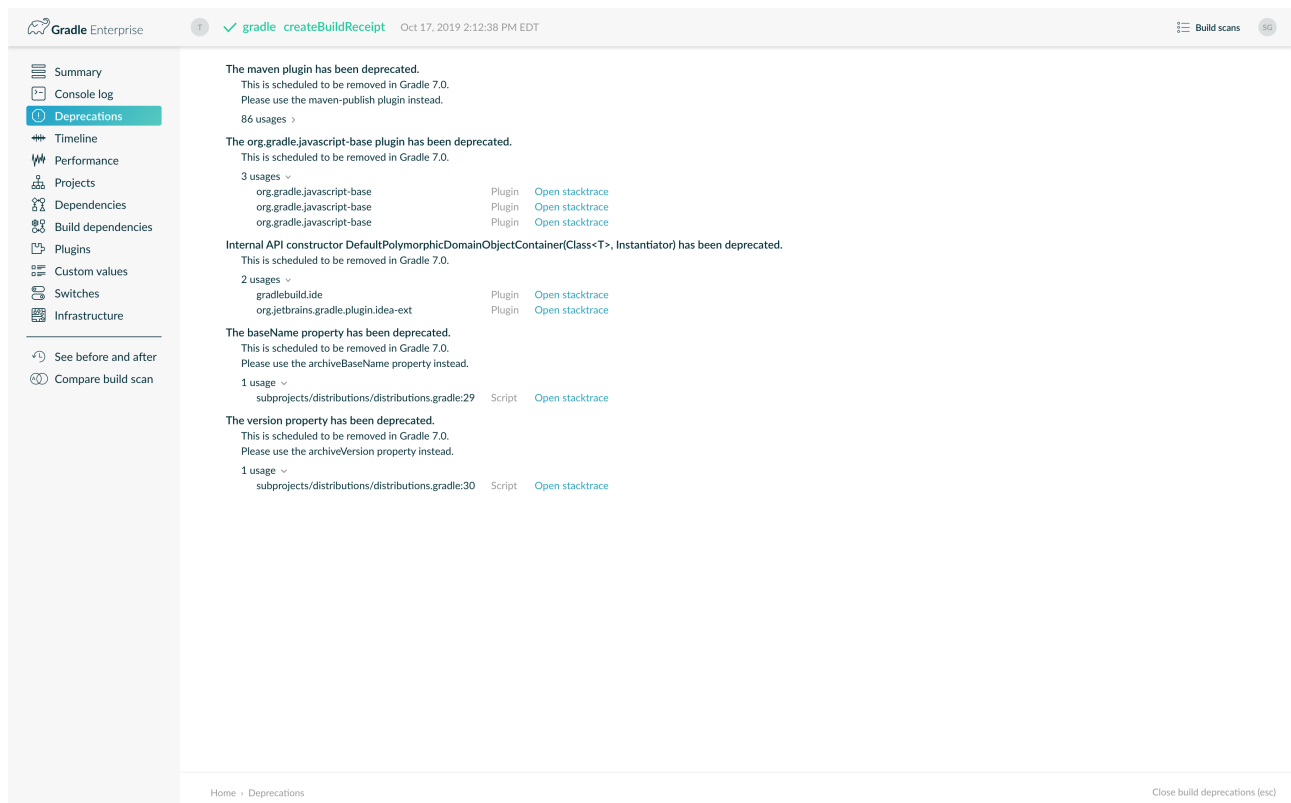 Gradle Enterprise
T gradle createBuildReceipt Oct 17, 2019 2:12:38 PM EDT
Build scans SG
Summary
Console log
Deprecations
Timeline
Performance
Projects
Dependencies
Build dependencies
Plugins
Custom values
Switches
Infrastructure
See before and after
Compare build scan
The maven plugin has been deprecated.
This is scheduled to be removed in Gradle 7.0.
Please use the maven-publish plugin instead.
86 usages
The org.gradle.javascript-base plugin has been deprecated.
This is scheduled to be removed in Gradle 7.0.
3 usages
org.gradle.javascript-base Plugin Open stacktrace
org.gradle.javascript-base Plugin Open stacktrace
org.gradle.javascript-base Plugin Open stacktrace
Internal API constructor DefaultPolymorphicDomainObjectContainer(Class<T>, Instantiator) has been deprecated.
This is scheduled to be removed in Gradle 7.0.
2 usages
gradlebuild.ide Plugin Open stacktrace
org.jetbrains.gradle.plugin.idea-ext Plugin Open stacktrace
The baseName property has been deprecated.
This is scheduled to be removed in Gradle 7.0.
Please use the archiveBaseName property instead.
1 usage
subprojects/distributions/distributions.gradle:29 Script Open stacktrace
The version property has been deprecated.
This is scheduled to be removed in Gradle 7.0.
Please use the archiveVersion property instead.
1 usage
subprojects/distributions/distributions.gradle:30 Script Open stacktrace
Home › Deprecations
Close build deprecations (esc)